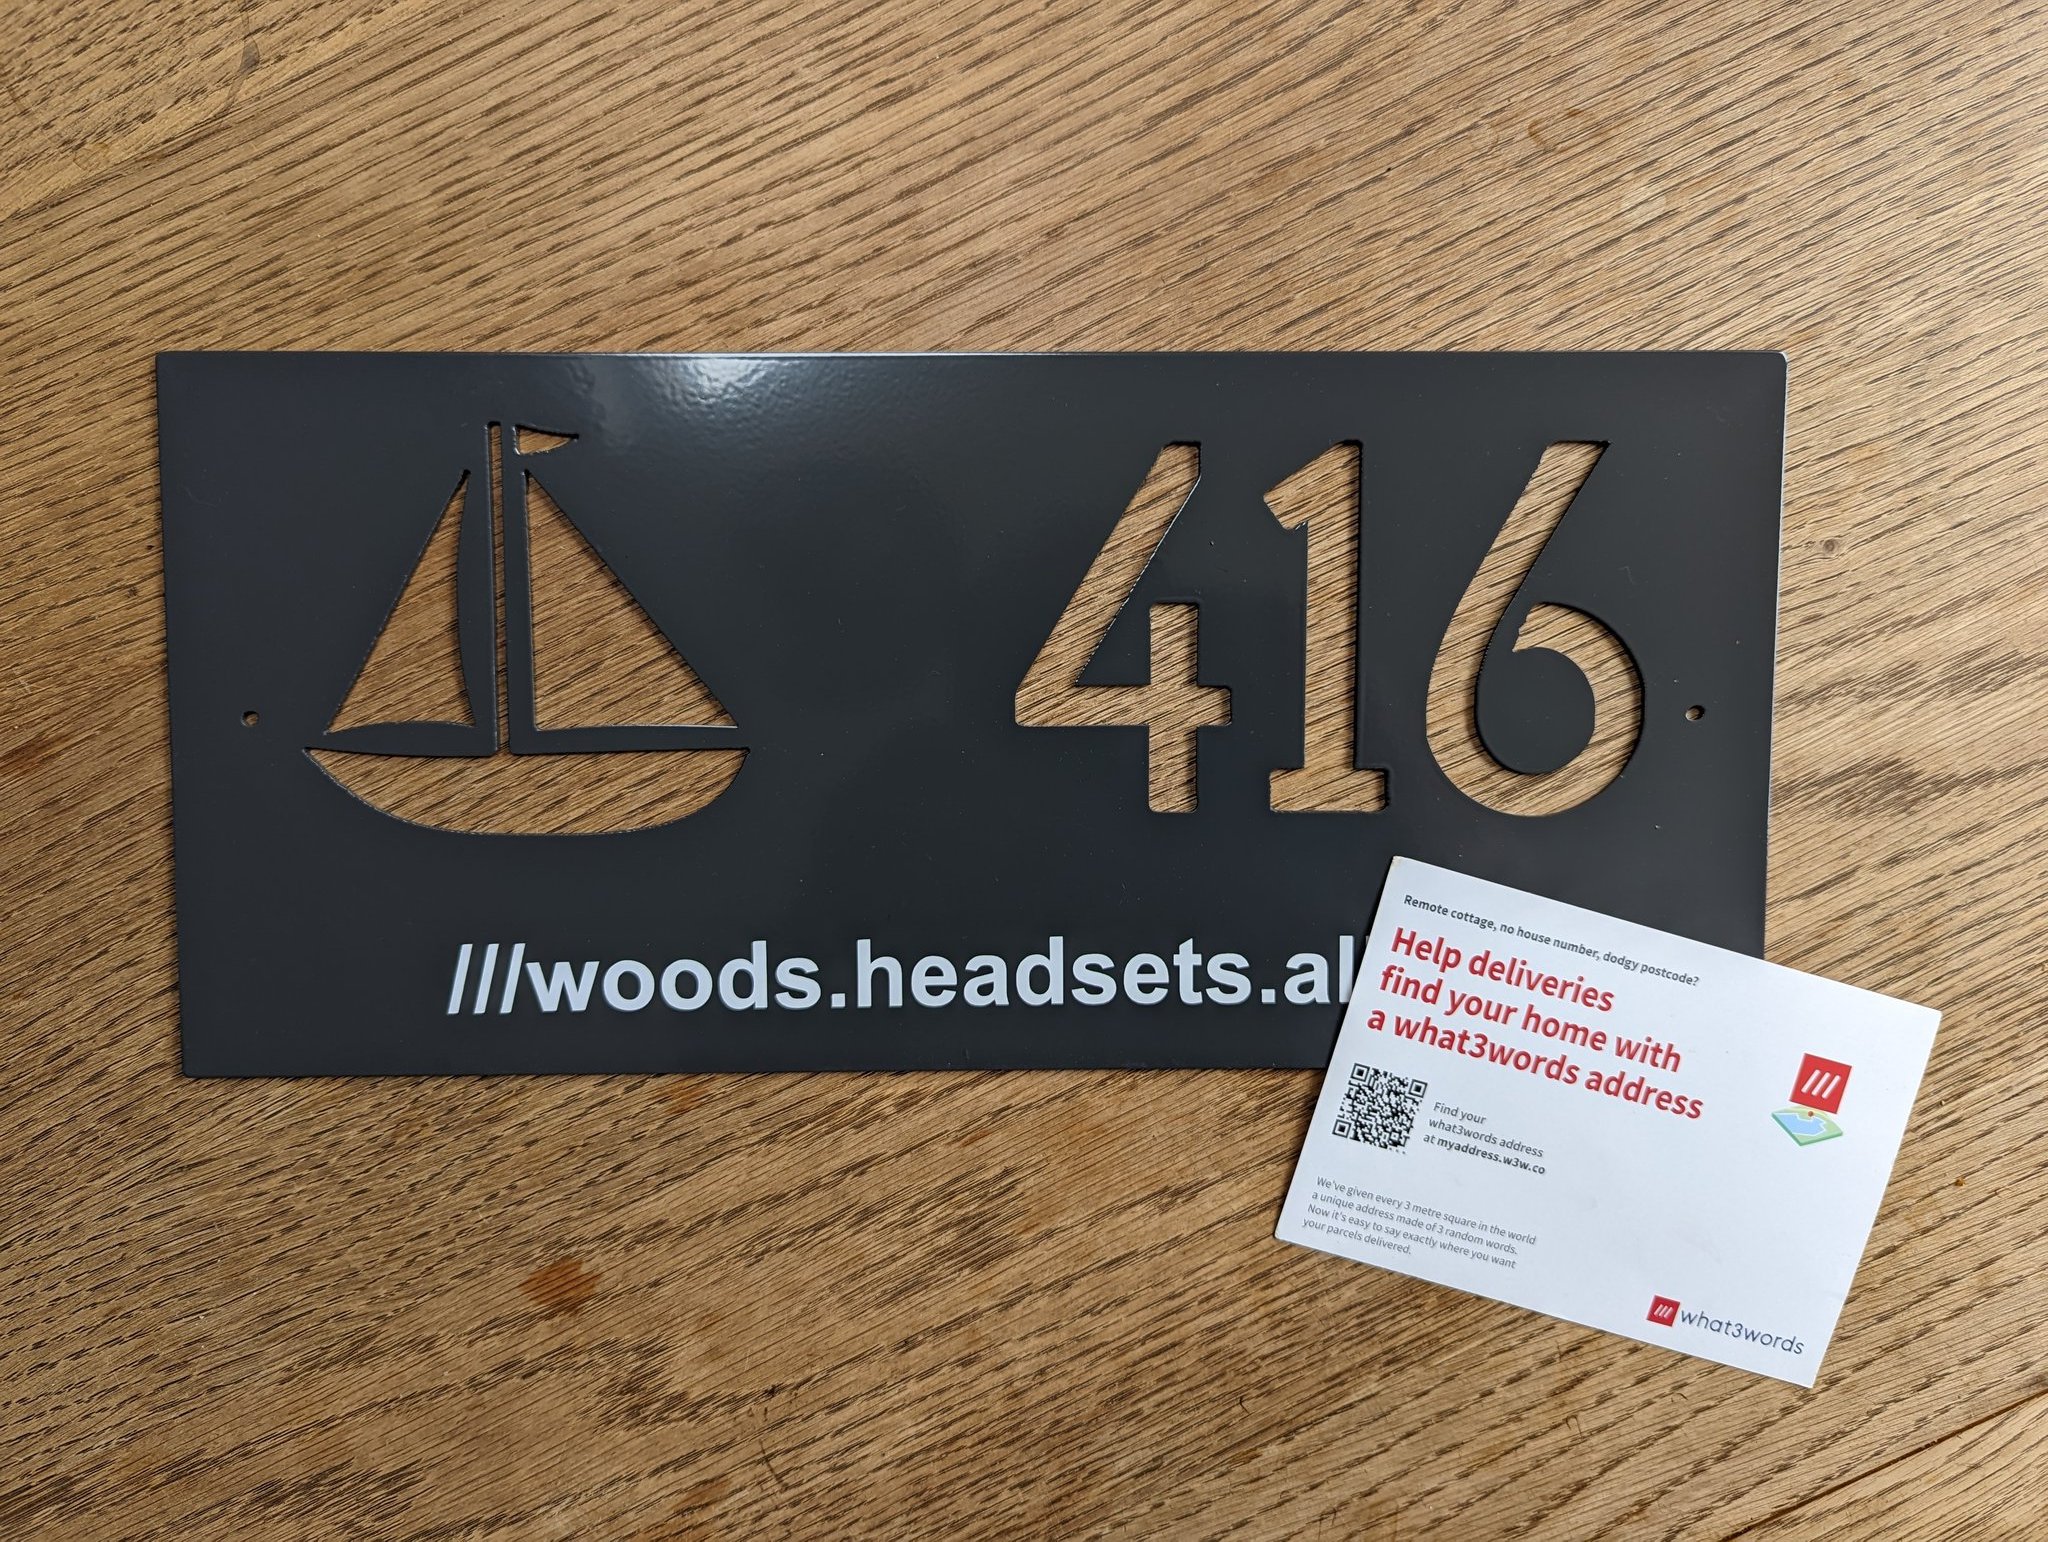 416
///woods.headsets.al
Remote cottage, no house number, dodgy postcode?
Help deliveries
find your home with
a what3words address
Find your
what3words address
at myaddress.w3w.co
We've given every 3 metre square in the world
a unique address made of 3 random words.
Now it's easy to say exactly where you want
your parcels delivered.
///
/// what3words